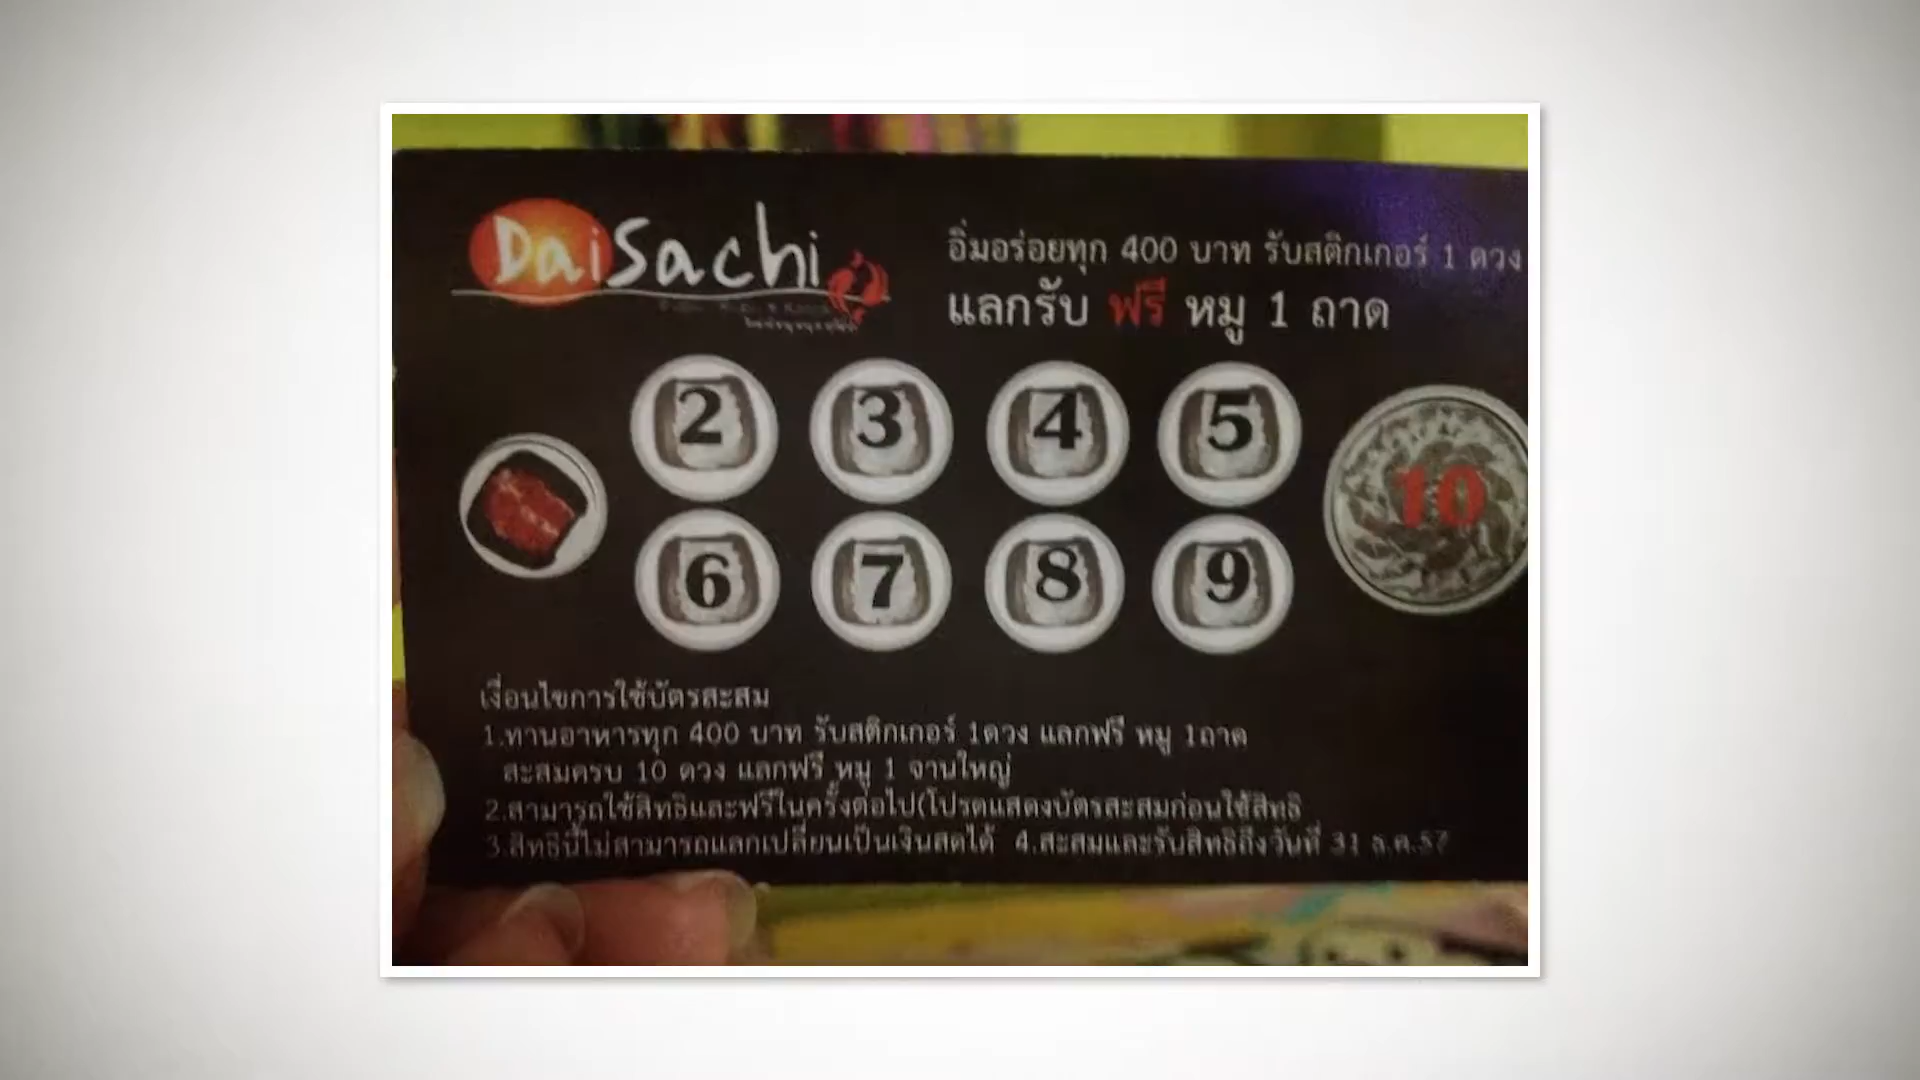 DaiSachi
อิ่มอร่อยทุก 400 บาท รับสติกเกอร์ 1 ดวง
แลกรับ ฟรี หมู 1 ถาด
2 3 4 5
10
6 7 8 9
เงื่อนไขการใช้บัตรสะสม
1.ทานอาหารทุก 400 บาท รับสติกเกอร์ 1ดวง แลกฟรี หมู 1ถาด
สะสมครบ 10 ดวง แลกฟรี หมู 1 จานใหญ่
2.สามารถใช้สิทธิและฟรีในครั้งต่อไป(โปรดแสดงบัตรสะสมก่อนใช้สิทธิ
3.สิทธินี้ไม่สามารถแลกเปลี่ยนเป็นเงินสดได้ 4.สะสมและรับสิทธิถึงวันที่ 31 ธ.ค.57